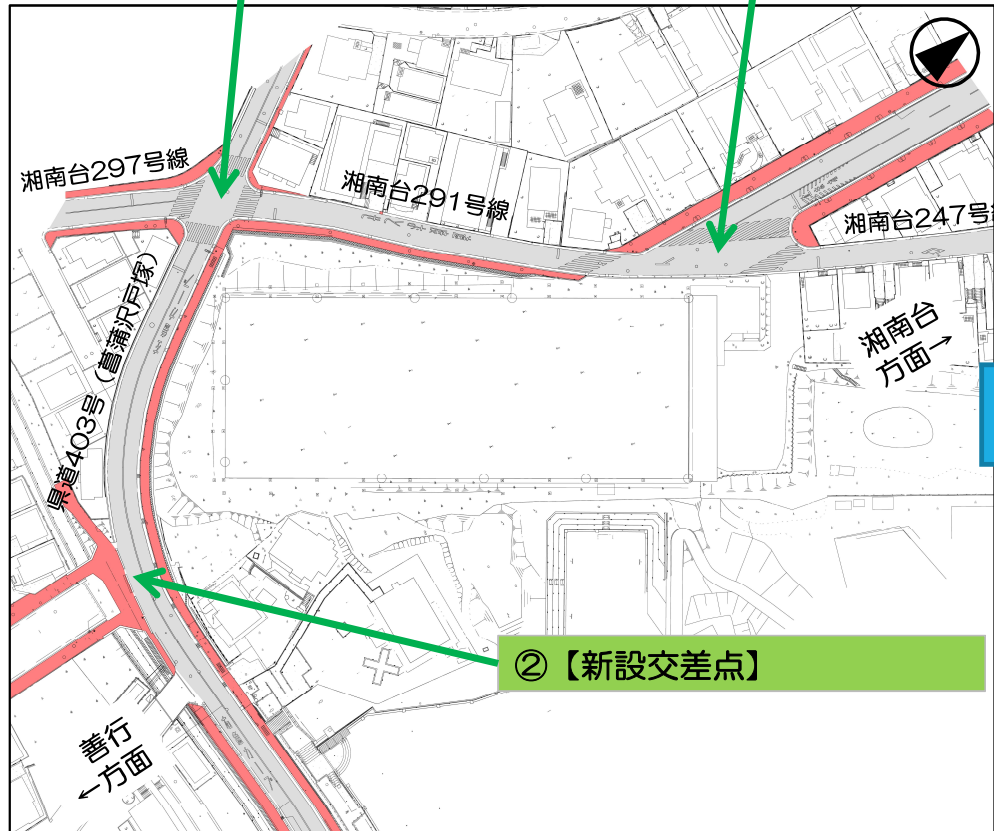 湘南台297号線
湘南台291号線
湘南台247号
湘南台
方面→
県道403号（菖蒲沢戸塚）
②【新設交差点】
善行
←方面